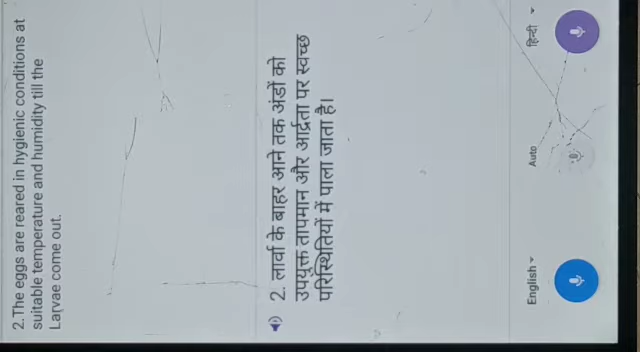 2.The eggs are reared in hygienic conditions at
suitable temperature and humidity till the
Larvae come out.
2. लार्वा के बाहर आने तक अंडों को
उपयुक्त तापमान और आर्द्रता पर स्वच्छ
परिस्थितियों में पाला जाता है।
English
Auto
हिन्दी